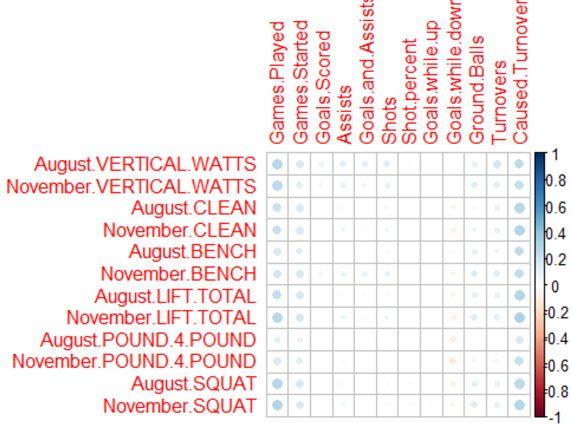 Games.Played
Games.Started
Goals.Scored
Assists
Goals.and.Assists
Shots
Shot.percent
Goals.while.up
Goals.while.down
Ground.Balls
Turnovers
Caused.Turnover
August.VERTICAL.WATTS
November.VERTICAL.WATTS
August.CLEAN
November.CLEAN
August.BENCH
November.BENCH
August.LIFT.TOTAL
November.LIFT.TOTAL
August.POUND.4.POUND
November.POUND.4.POUND
August.SQUAT
November.SQUAT
1
0.8
0.6
0.4
0.2
0
-0.2
-0.4
-0.6
-0.8
-1